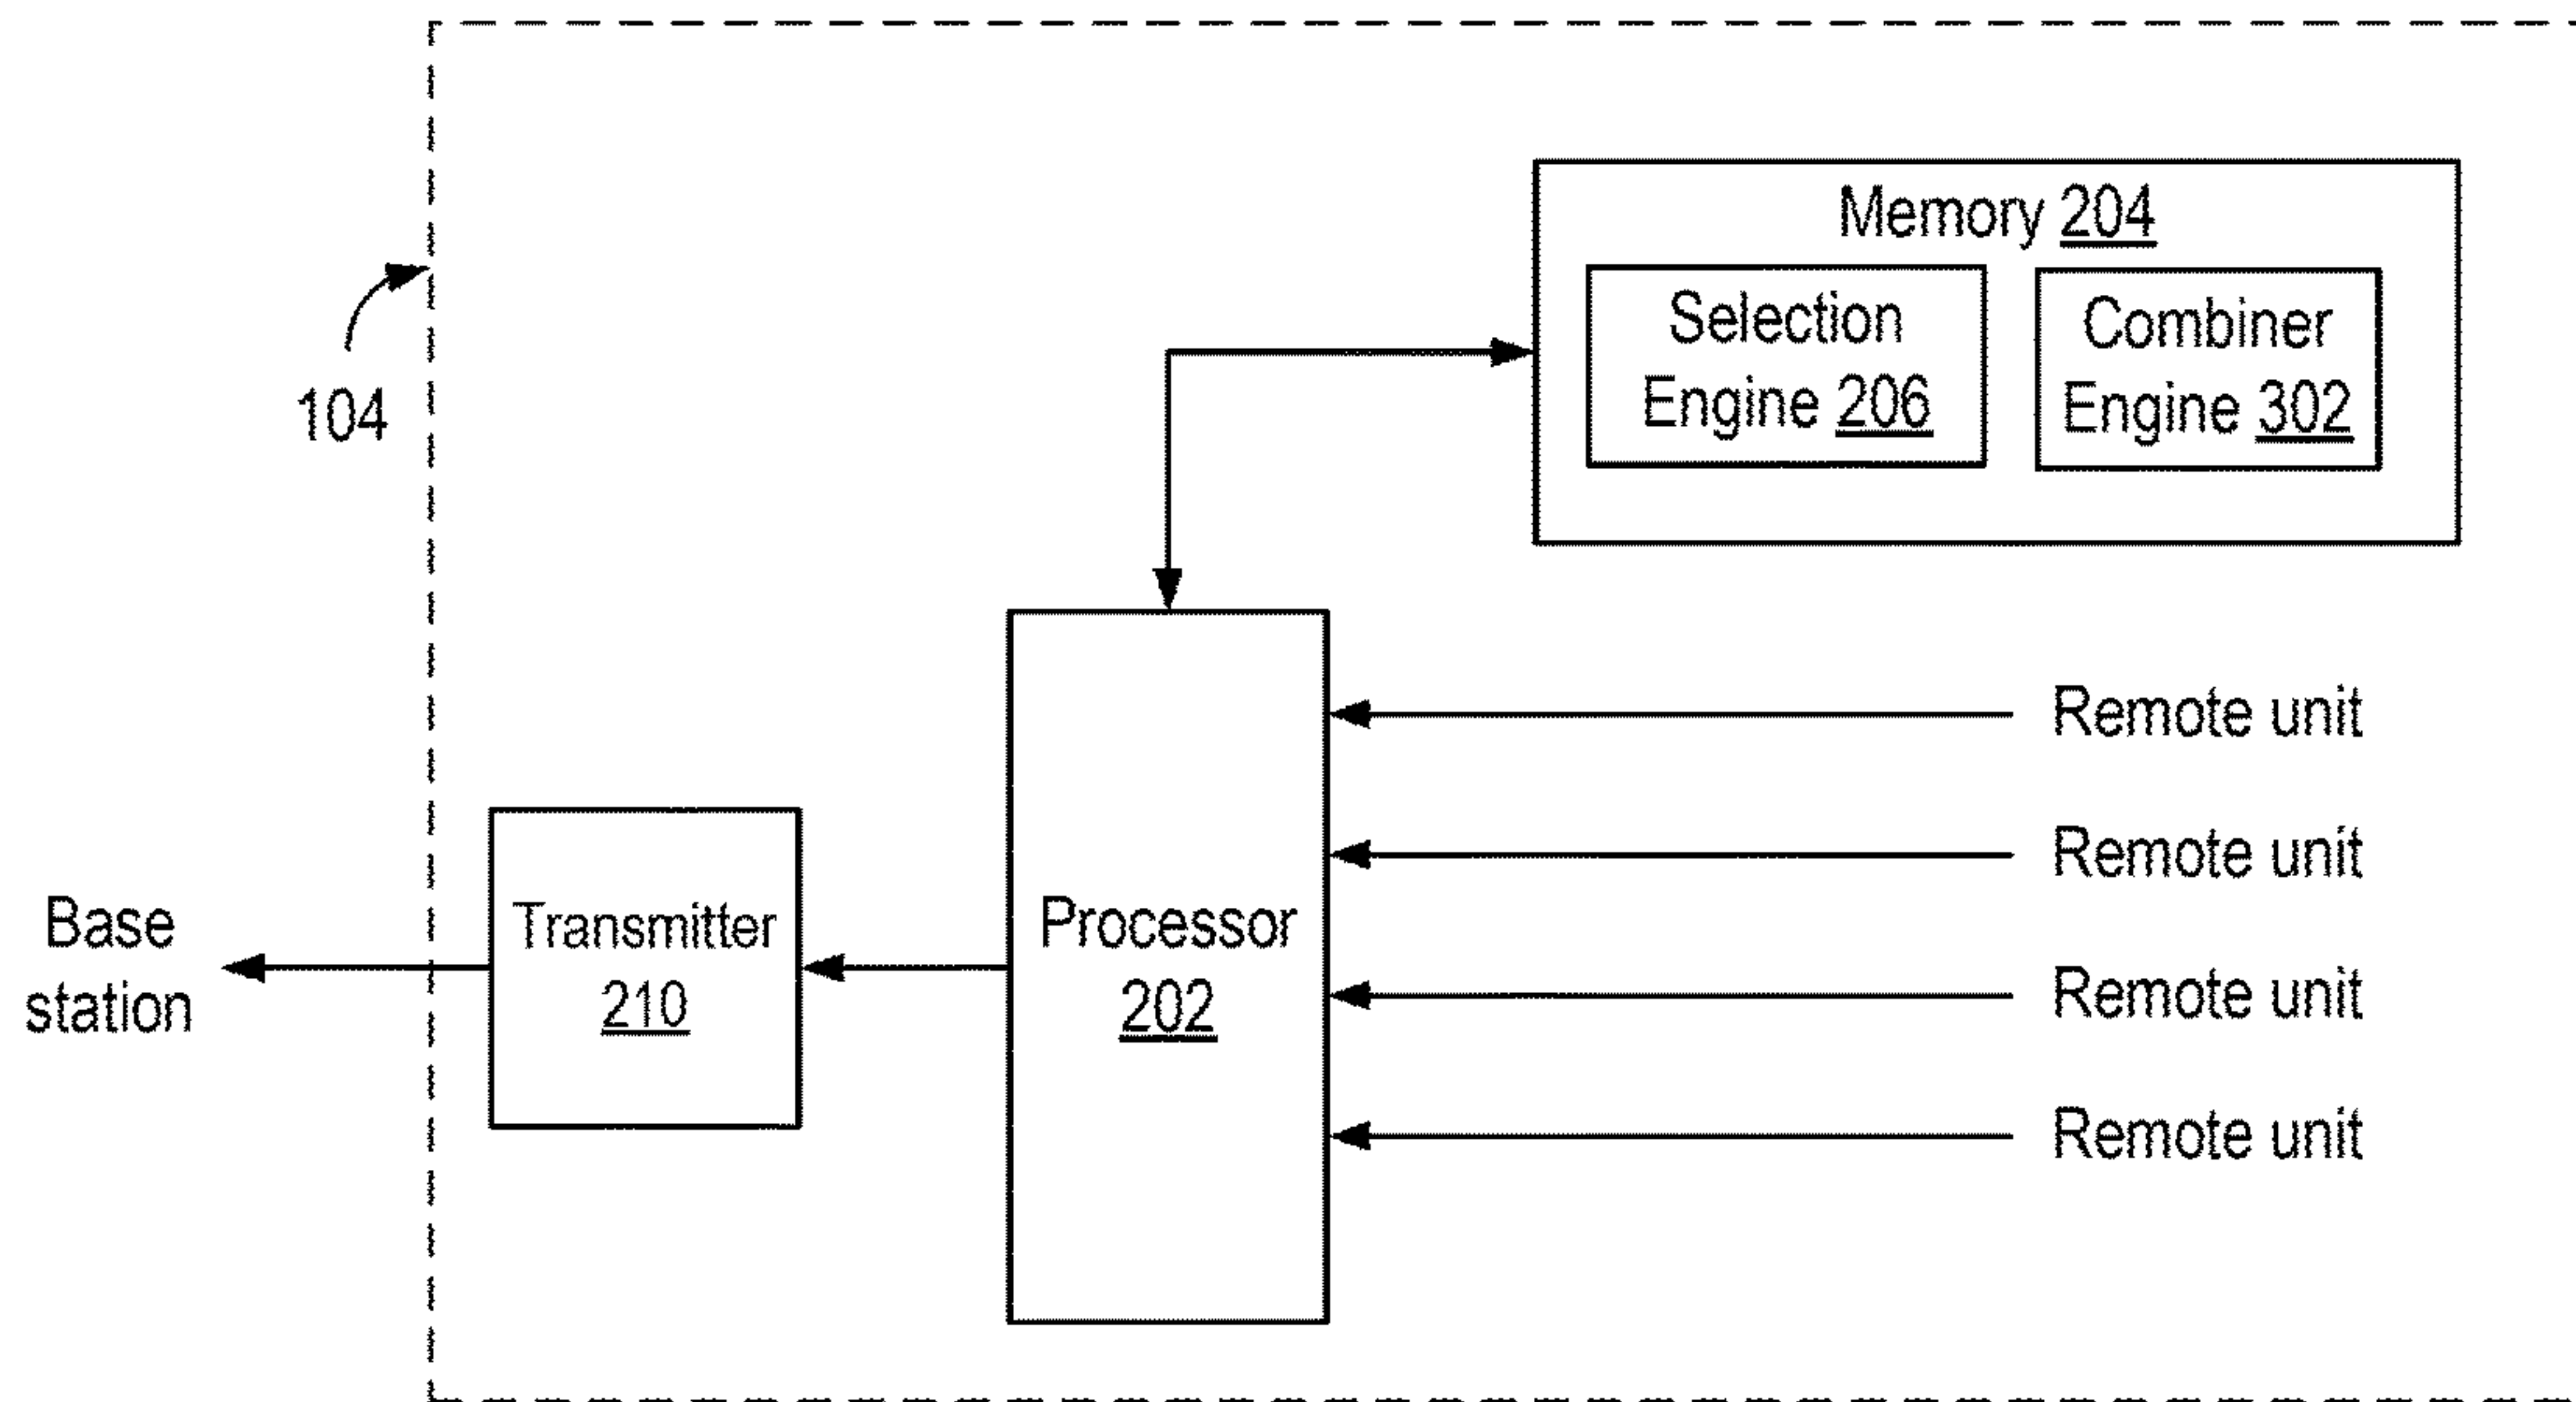 Memory 204
Selection
Engine 206
Combiner
Engine 302
104
Remote unit
Remote unit
Remote unit
Remote unit
Processor
202
Transmitter
210
Base
station